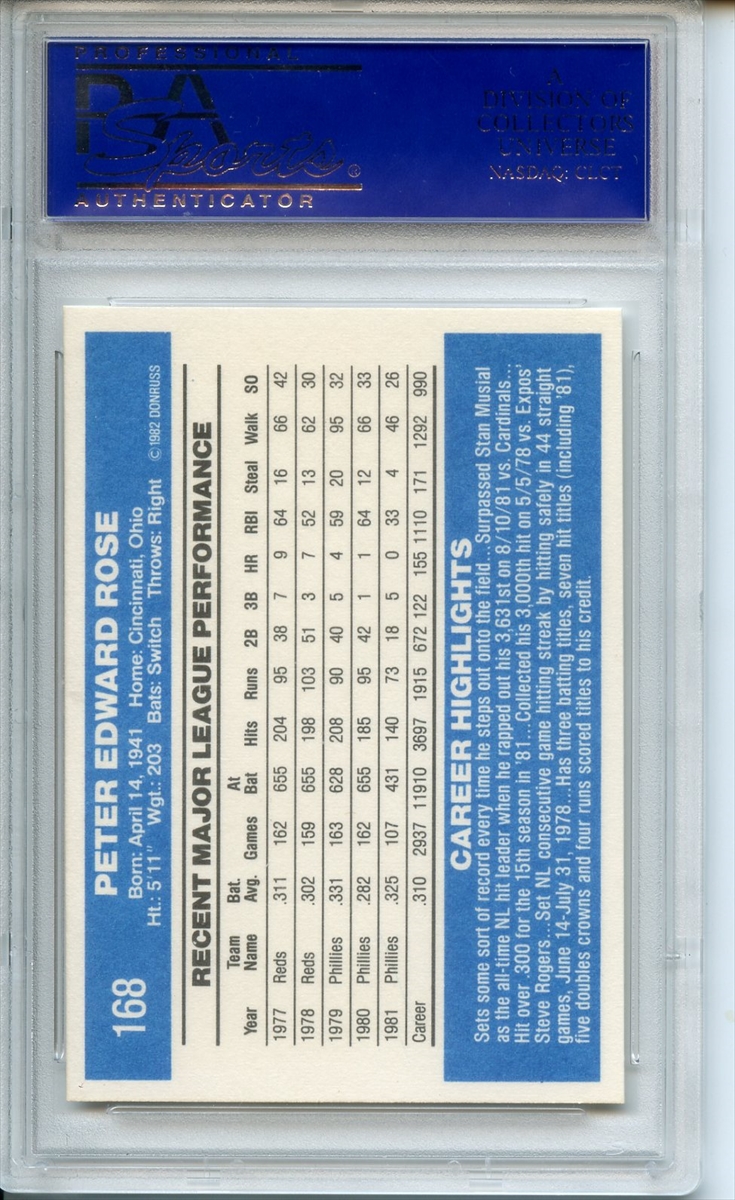 PROFESSIONAL
PSA
Sports®
AUTHENTICATOR
A
DIVISION OF
COLLECTORS
UNIVERSE
NASDAQ: CLCT
168 PETER EDWARD ROSE
Born: April 14, 1941 Home: Cincinnati, Ohio
Ht.: 5'11" Wgt.: 203 Bats: Switch Throws: Right ©1982 DONRUSS
RECENT MAJOR LEAGUE PERFORMANCE
Team Bat. At
Year Name Avg. Games Bat Hits Runs 2B 3B HR RBI Steal Walk SO
1977 Reds .311 162 655 204 95 38 7 9 64 16 66 42
1978 Reds .302 159 655 198 103 51 3 7 52 13 62 30
1979 Phillies .331 163 628 208 90 40 5 4 59 20 95 32
1980 Phillies .282 162 655 185 95 42 1 1 64 12 66 33
1981 Phillies .325 107 431 140 73 18 5 0 33 4 46 26
Career .310 2937 11910 3697 1915 672 122 155 1110 171 1292 990
CAREER HIGHLIGHTS
Sets some sort of record every time he steps out onto the field...Surpassed Stan Musial
as the all-time NL hit leader when he rapped out his 3,631st on 8/10/81 vs. Cardinals...
Hit over .300 for the 15th season in '81...Collected his 3,000th hit on 5/5/78 vs. Expos'
Steve Rogers...Set NL consecutive game hitting streak by hitting safely in 44 straight
games, June 14-July 31, 1978...Has three batting titles, seven hit titles (including '81),
five doubles crowns and four runs scored titles to his credit.